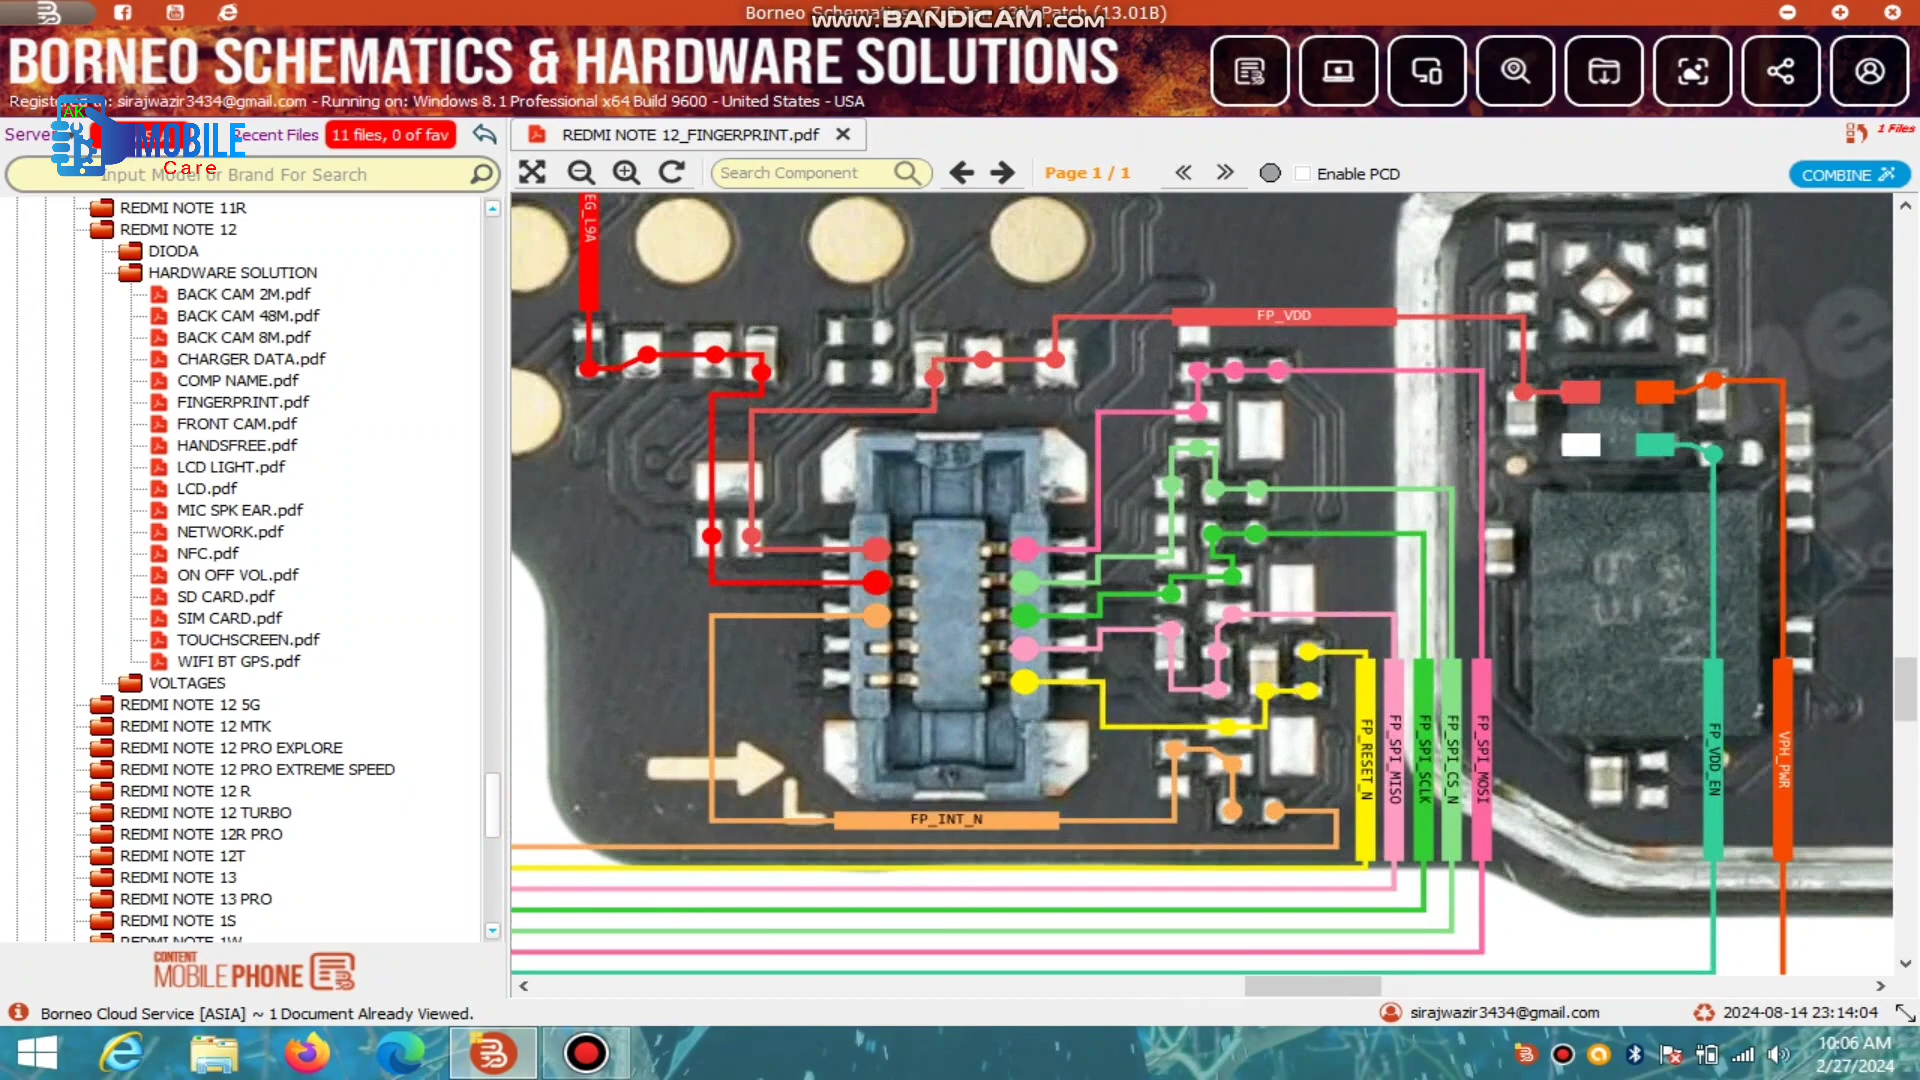 Borneo Schematics
Patch (13.01B)
www.BANDICAM.com
BORNEO SCHEMATICS & HARDWARE SOLUTIONS
sirajwazir3434@gmail.com - Running on: Windows 8.1 Professional x64 Build 9600 - United States - USA
Recent Files
11 files, 0 of fav
AK
MOBILE
Care
Input Model or Brand For Search
REDMI NOTE 12_FINGERPRINT.pdf
1 Files
Search Component
Page 1 / 1
Enable PCD
COMBINE
REDMI NOTE 11R
REDMI NOTE 12
DIODA
HARDWARE SOLUTION
BACK CAM 2M.pdf
BACK CAM 48M.pdf
BACK CAM 8M.pdf
CHARGER DATA.pdf
COMP NAME.pdf
FINGERPRINT.pdf
FRONT CAM.pdf
HANDSFREE.pdf
LCD LIGHT.pdf
LCD.pdf
MIC SPK EAR.pdf
NETWORK.pdf
NFC.pdf
ON OFF VOL.pdf
SD CARD.pdf
SIM CARD.pdf
TOUCHSCREEN.pdf
WIFI BT GPS.pdf
VOLTAGES
REDMI NOTE 12 5G
REDMI NOTE 12 MTK
REDMI NOTE 12 PRO EXPLORE
REDMI NOTE 12 PRO EXTREME SPEED
REDMI NOTE 12 R
REDMI NOTE 12 TURBO
REDMI NOTE 12R PRO
REDMI NOTE 12T
REDMI NOTE 13
REDMI NOTE 13 PRO
REDMI NOTE 1S
REDMI NOTE 1W
EG_L9A
FP_VDD
FP_INT_N
FP_RESET_N
FP_SPI_MISO
FP_SPI_SCLK
FP_SPI_CS_N
FP_SPI_MOSI
FP_VDD_EN
VPH_PWR
CONTENT
MOBILE PHONE
Borneo Cloud Service [ASIA] ~ 1 Document Already Viewed.
sirajwazir3434@gmail.com
2024-08-14 23:14:04
10:06 AM
2/27/2024